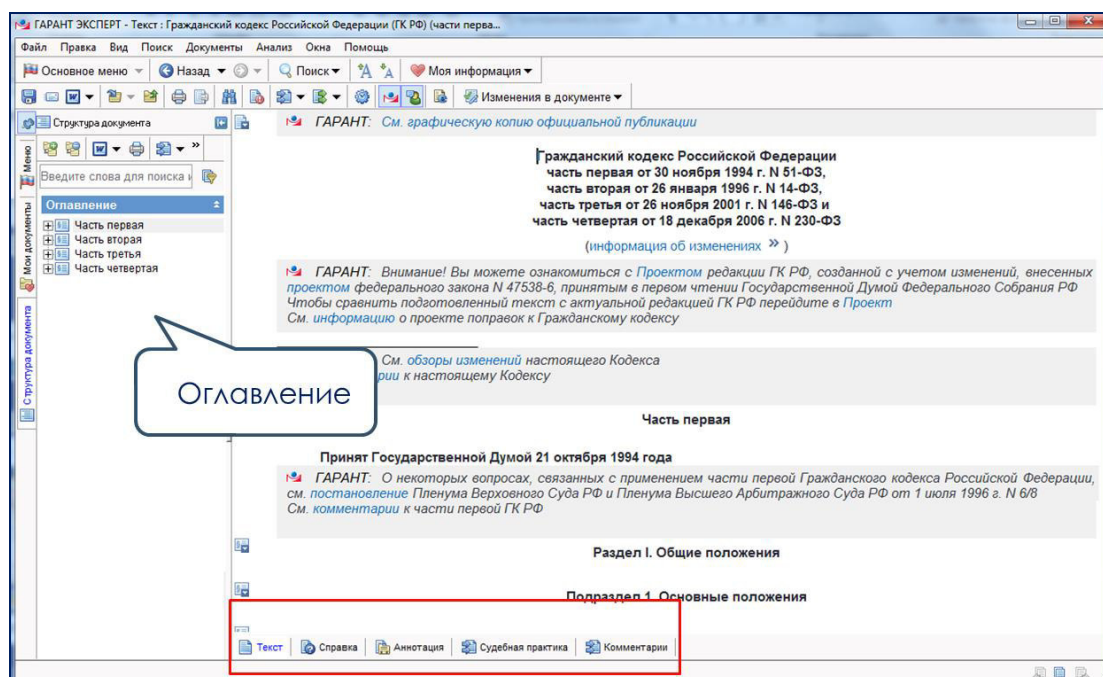 ГАРАНТ ЭКСПЕРТ - Текст : Гражданский кодекс Российской Федерации (ГК РФ) (части перва...
Файл Правка Вид Поиск Документы Анализ Окна Помощь
Основное меню Назад Поиск Моя информация
Изменения в документе
Структура документа
Меню
Мои документы
Структура документа
Введите слова для поиска и
Оглавление
Часть первая
Часть вторая
Часть третья
Часть четвертая
Оглавление
ГАРАНТ: См. графическую копию официальной публикации
Гражданский кодекс Российской Федерации
часть первая от 30 ноября 1994 г. N 51-ФЗ,
часть вторая от 26 января 1996 г. N 14-ФЗ,
часть третья от 26 ноября 2001 г. N 146-ФЗ и
часть четвертая от 18 декабря 2006 г. N 230-ФЗ
(информация об изменениях » )
ГАРАНТ: Внимание! Вы можете ознакомиться с Проектом редакции ГК РФ, созданной с учетом изменений, внесенных
проектом федерального закона N 47538-6, принятым в первом чтении Государственной Думой Федерального Собрания РФ
Чтобы сравнить подготовленный текст с актуальной редакцией ГК РФ перейдите в Проект
См. информацию о проекте поправок к Гражданскому кодексу
См. обзоры изменений настоящего Кодекса
рии к настоящему Кодексу
Часть первая
Принят Государственной Думой 21 октября 1994 года
ГАРАНТ: О некоторых вопросах, связанных с применением части первой Гражданского кодекса Российской Федерации,
см. постановление Пленума Верховного Суда РФ и Пленума Высшего Арбитражного Суда РФ от 1 июля 1996 г. N 6/8
См. комментарии к части первой ГК РФ
Раздел I. Общие положения
Подраздел 1. Основные положения
Текст Справка Аннотация Судебная практика Комментарии